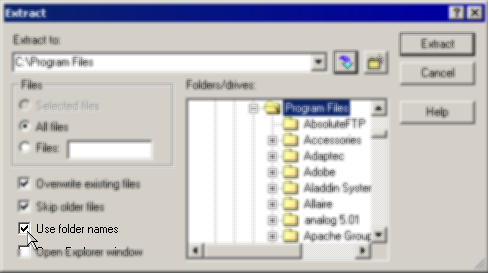 Extract
Extract to:
C:\Program Files
Extract
Cancel
Help
Files
Selected files
All files
Files:
Overwrite existing files
Skip older files
Use folder names
Open Explorer window
Folders/drives:
Program Files
AbsoluteFTP
Accessories
Adaptec
Adobe
Aladdin Syster
Allaire
analog 5.01
Apache Group